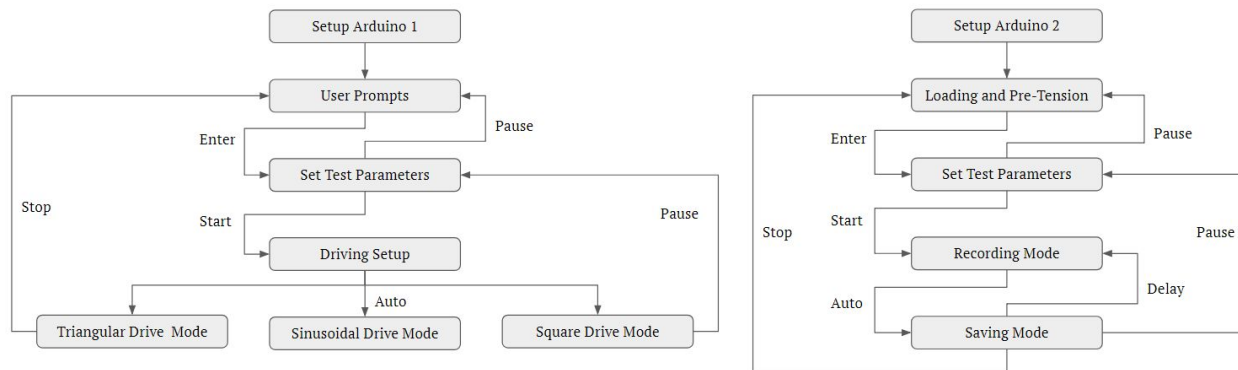 Setup Arduino 1
User Prompts
Pause
Enter
Set Test Parameters
Stop
Pause
Start
Driving Setup
Auto
Triangular Drive Mode
Sinusoidal Drive Mode
Square Drive Mode
Setup Arduino 2
Loading and Pre-Tension
Pause
Enter
Set Test Parameters
Start
Stop
Pause
Recording Mode
Delay
Auto
Saving Mode